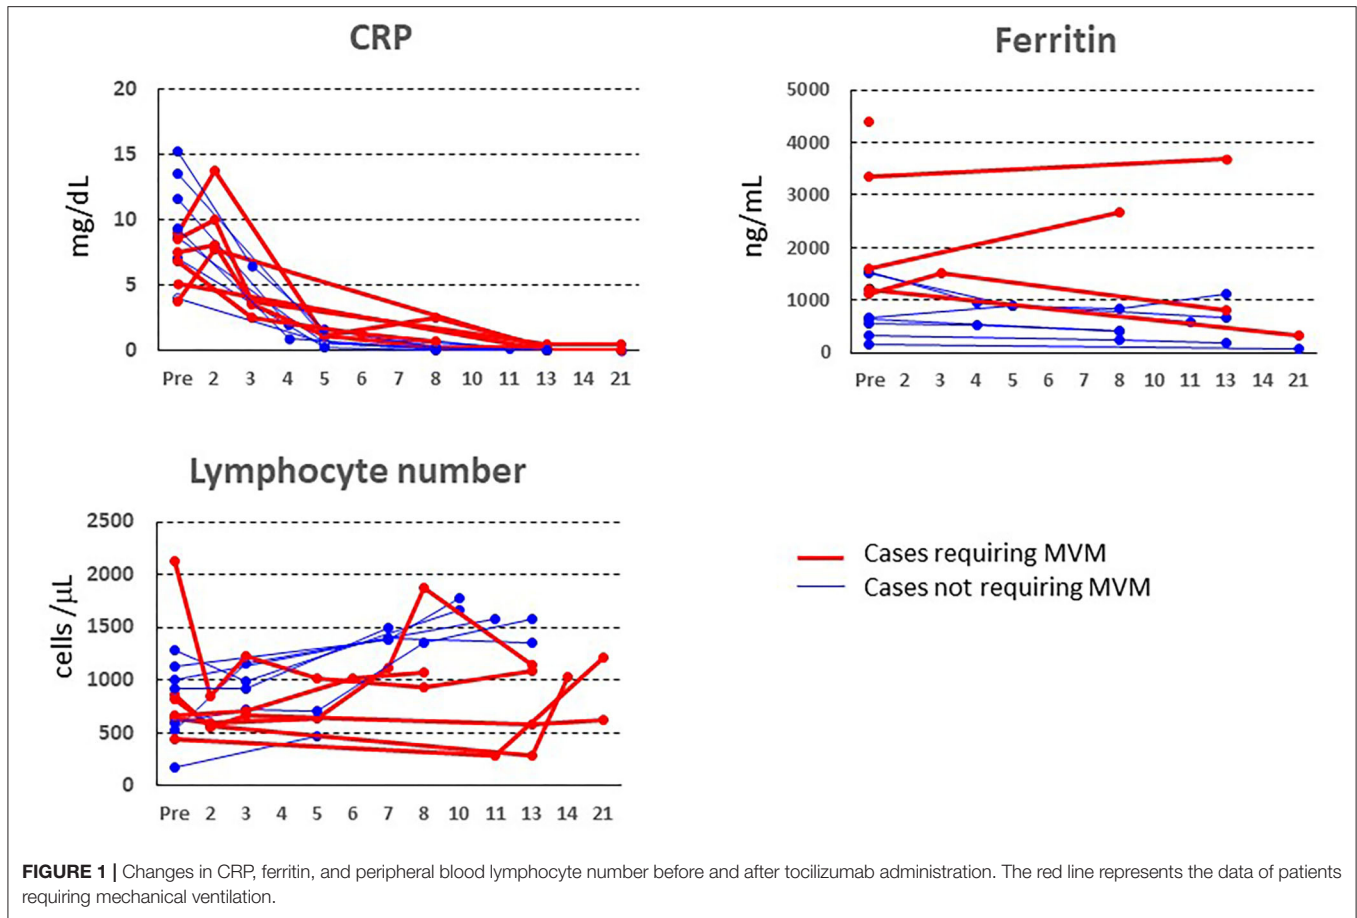 CRP
20
15
10
5
0
mg/dL
Pre 2 3 4 5 7 8 10 11 13 14 21
Ferritin
5000
4000
3000
2000
1000
0
ng/mL
Pre 2 3 4 5 6 7 8 10 11 13 14 21
Lymphocyte number
2500
2000
1500
1000
500
0
cells /μL
Pre 2 3 4 5 6 7 8 10 11 13 14 21
Cases requiring MVM
Cases not requiring MVM
FIGURE 1 | Changes in CRP, ferritin, and peripheral blood lymphocyte number before and after tocilizumab administration. The red line represents the data of patients
requiring mechanical ventilation.